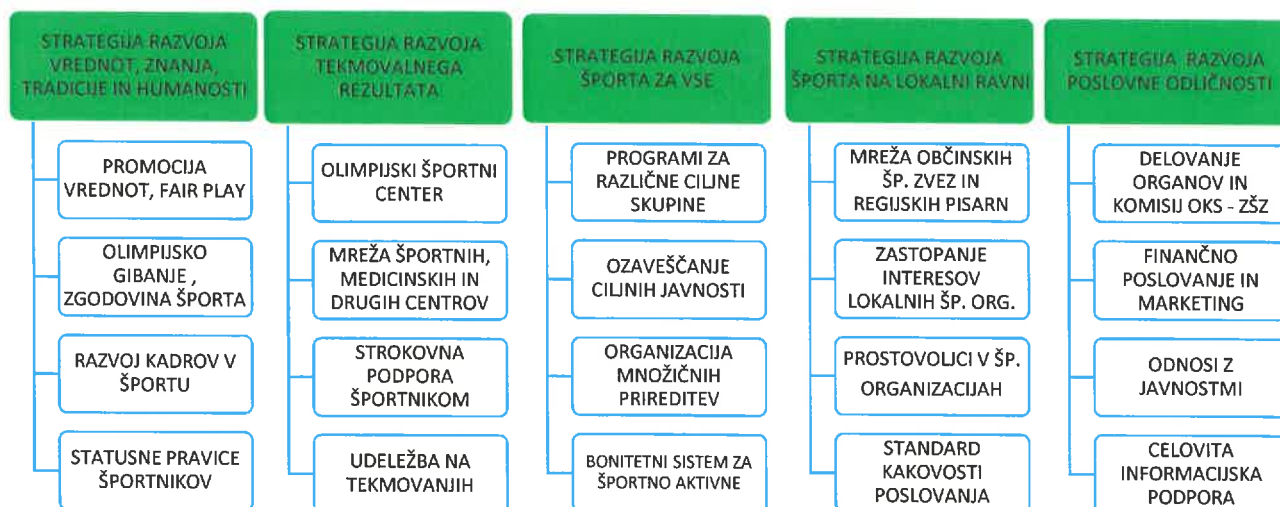 STRATEGIJA RAZVOJA
VREDNOT, ZNANJA,
TRADICIJE IN HUMANOSTI
PROMOCIJA
VREDNOT, FAIR PLAY
OLIMPIJSKO
GIBANJE ,
ZGODOVINA ŠPORTA
RAZVOJ KADROV V
ŠPORTU
STATUSNE PRAVICE
ŠPORTNIKOV
STRATEGIJA RAZVOJA
TEKMOVALNEGA
REZULTATA
OLIMPIJSKI ŠPORTNI
CENTER
MREŽA ŠPORTNIH,
MEDICINSKIH IN
DRUGIH CENTROV
STROKOVNA
PODPORA
ŠPORTNIKOM
UDELEŽBA NA
TEKMOVANJIH
STRATEGIJA RAZVOJA
ŠPORTA ZA VSE
PROGRAMI ZA
RAZLIČNE CILJNE
SKUPINE
OZAVEŠČANJE
CILJNIH JAVNOSTI
ORGANIZACIJA
MNOŽIČNIH
PRIREDITEV
BONITETNI SISTEM ZA
ŠPORTNO AKTIVNE
STRATEGIJA RAZVOJA
ŠPORTA NA LOKALNI RAVNI
MREŽA OBČINSKIH
ŠP. ZVEZ IN
REGIJSKIH PISARN
ZASTOPANJE
INTERESOV
LOKALNIH ŠP. ORG.
PROSTOVOLJCI V ŠP.
ORGANIZACIJAH
STANDARD
KAKOVOSTI
POSLOVANJA
STRATEGIJA RAZVOJA
POSLOVNE ODLIČNOSTI
DELOVANJE
ORGANOV IN
KOMISIJ OKS - ZŠZ
FINANČNO
POSLOVANJE IN
MARKETING
ODNOSI Z
JAVNOSTMI
CELOVITA
INFORMACIJSKA
PODPORA